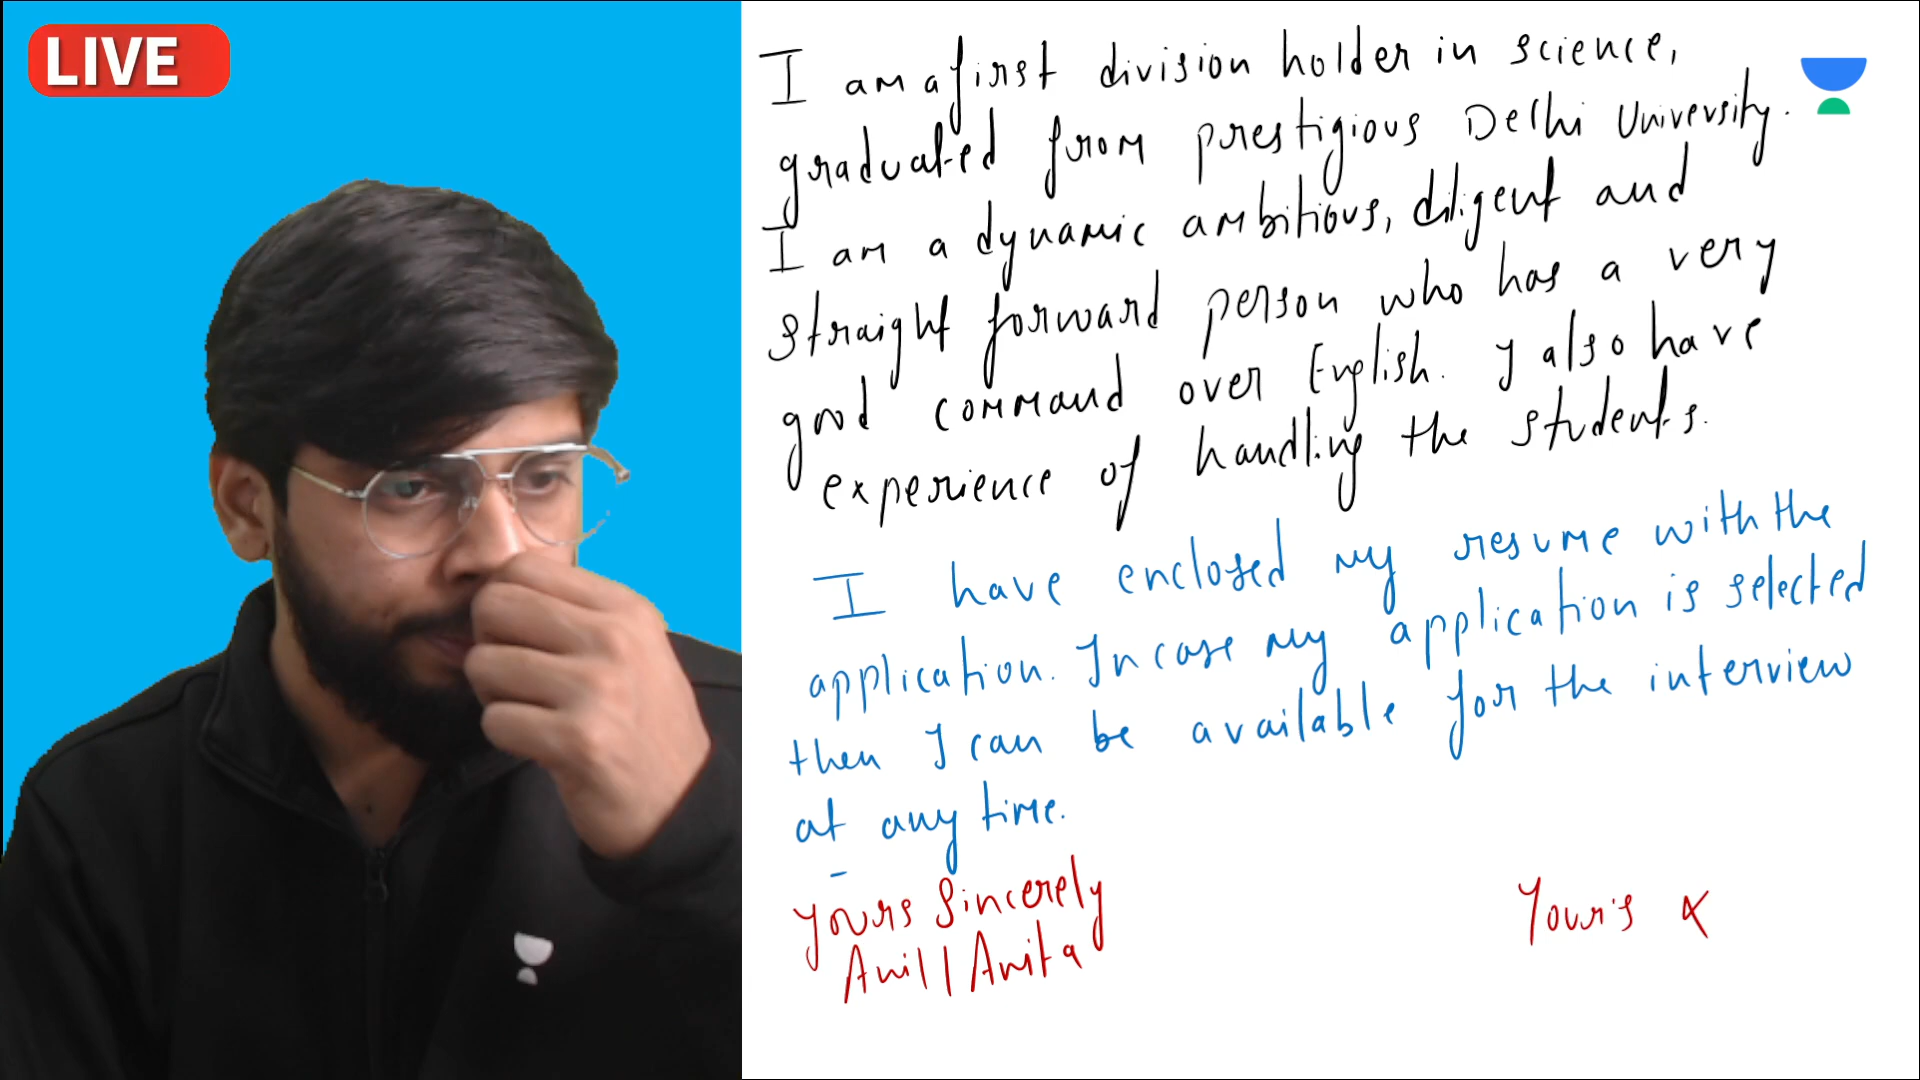 LIVE
I am a first division holder in science,
graduated from prestigious Delhi University.
I am a dynamic ambitious, diligent and
straight forward person who has a very
good command over English. I also have
experience of handling the students.
I have enclosed my resume with the
application. In case my application is selected
then I can be available for the interview
at any time.
Yours Sincerely
Anil | Anita
Your's x